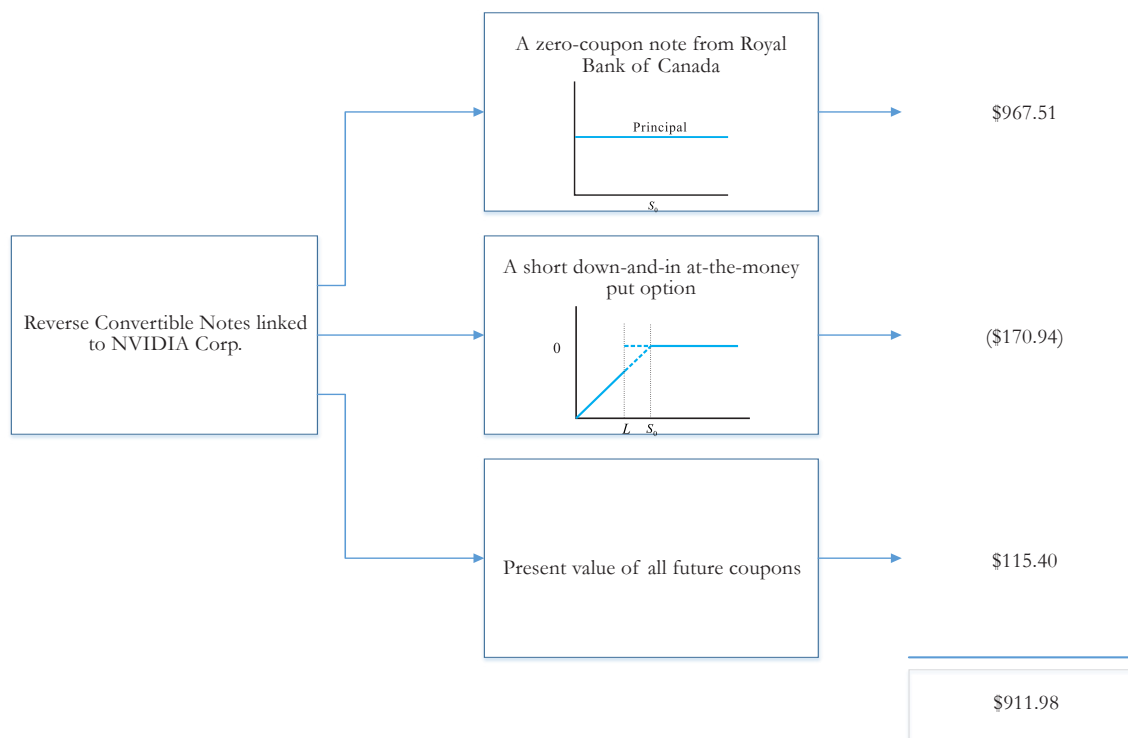 A zero-coupon note from Royal
Bank of Canada
Principal
S₀
$967.51
Reverse Convertible Notes linked
to NVIDIA Corp.
A short down-and-in at-the-money
put option
0
L S₀
($170.94)
Present value of all future coupons
$115.40
$911.98